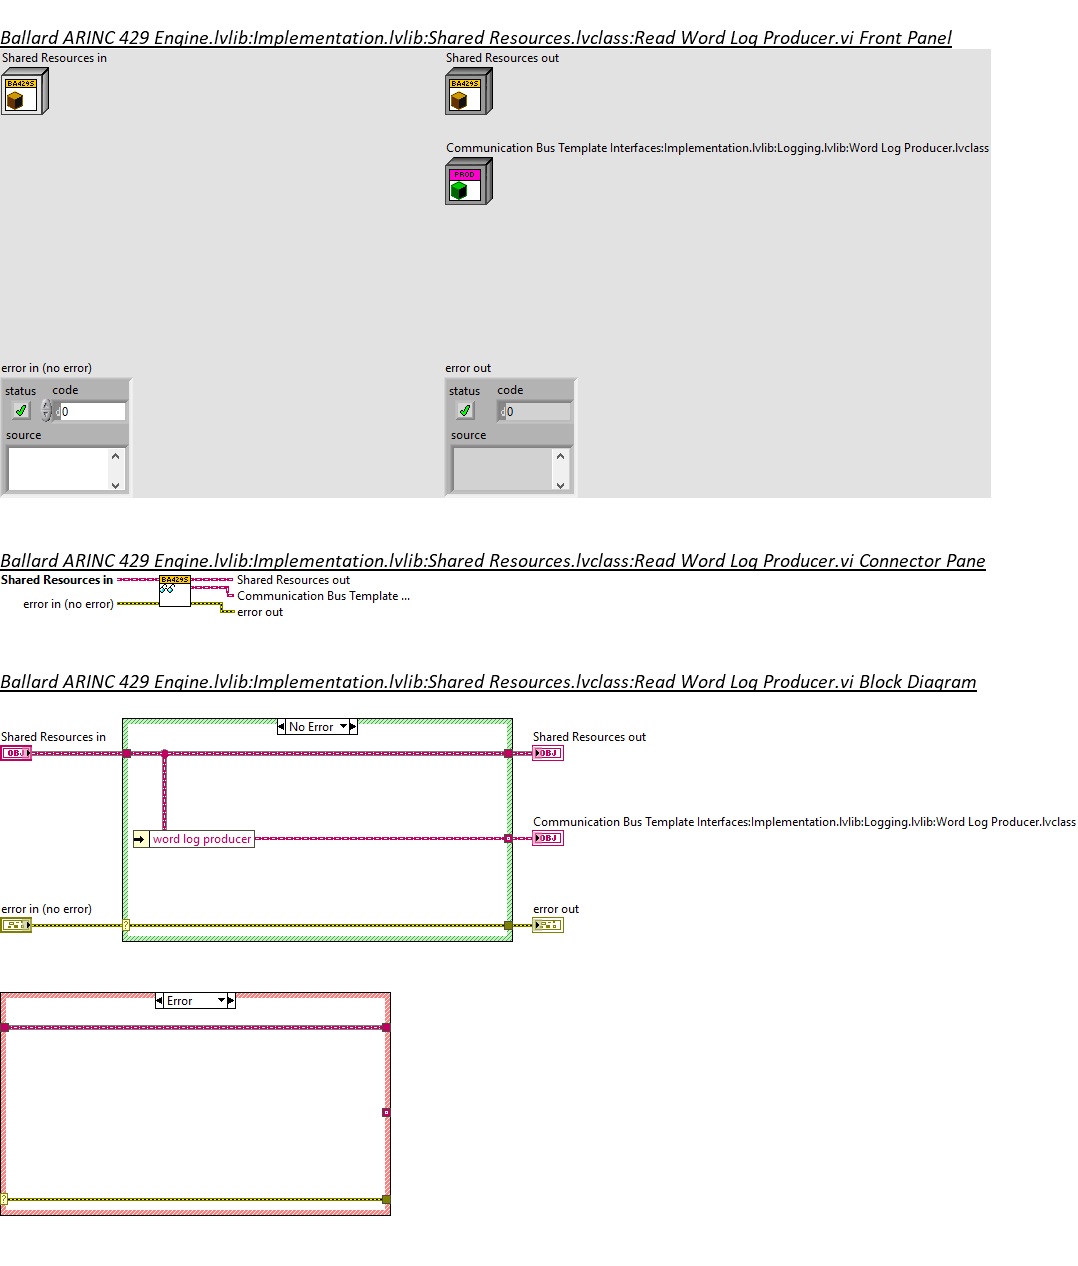 Ballard ARINC 429 Engine.lvlib:Implementation.lvlib:Shared Resources.lvclass:Read Word Log Producer.vi Front Panel
Shared Resources in
Shared Resources out
BA429S
BA429S
Communication Bus Template Interfaces:Implementation.lvlib:Logging.lvlib:Word Log Producer.lvclass
PROD
error in (no error)
error out
status code
status code
d 0
d 0
source
source
Ballard ARINC 429 Engine.lvlib:Implementation.lvlib:Shared Resources.lvclass:Read Word Log Producer.vi Connector Pane
Shared Resources in
BA429S
Shared Resources out
Communication Bus Template ...
error in (no error)
error out
Ballard ARINC 429 Engine.lvlib:Implementation.lvlib:Shared Resources.lvclass:Read Word Log Producer.vi Block Diagram
No Error
Shared Resources in
Shared Resources out
OBJ
OBJ
Communication Bus Template Interfaces:Implementation.lvlib:Logging.lvlib:Word Log Producer.lvclass
word log producer
OBJ
error in (no error)
error out
?
Error
?